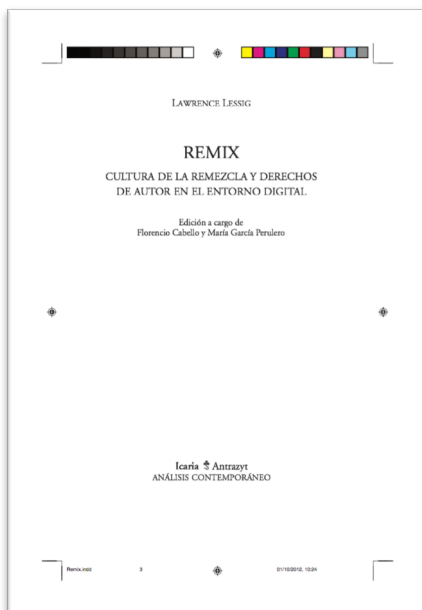 LAWRENCE LESSIG
REMIX
CULTURA DE LA REMEZCLA Y DERECHOS
DE AUTOR EN EL ENTORNO DIGITAL
Edición a cargo de
Florencio Cabello y María García Perulero
Icaria Antrazyt
ANÁLISIS CONTEMPORÁNEO
Remix.indd 3 01/10/2012, 10:24